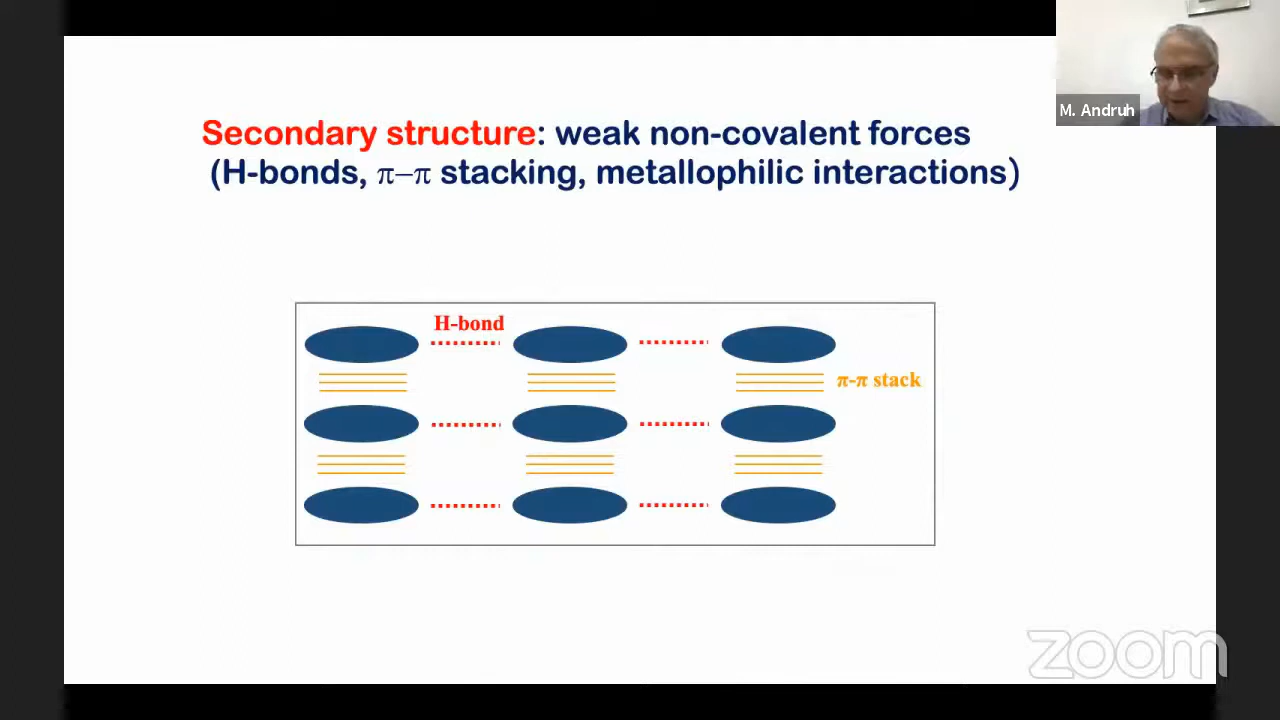 M. Andruh
Secondary structure: weak non-covalent forces
(H-bonds, π–π stacking, metallophilic interactions)
H-bond
π-π stack
zoom